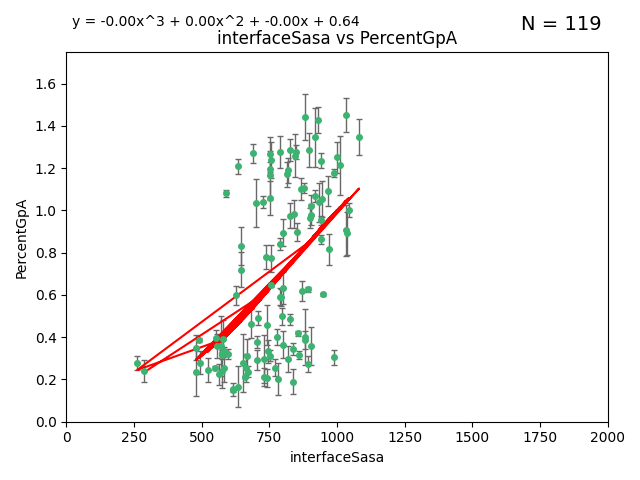 y = -0.00x^3 + 0.00x^2 + -0.00x + 0.64
N = 119
interfaceSasa vs PercentGpA
PercentGpA
1.6
1.4
1.2
1.0
0.8
0.6
0.4
0.2
0.0
0 250 500 750 1000 1250 1500 1750 2000
interfaceSasa